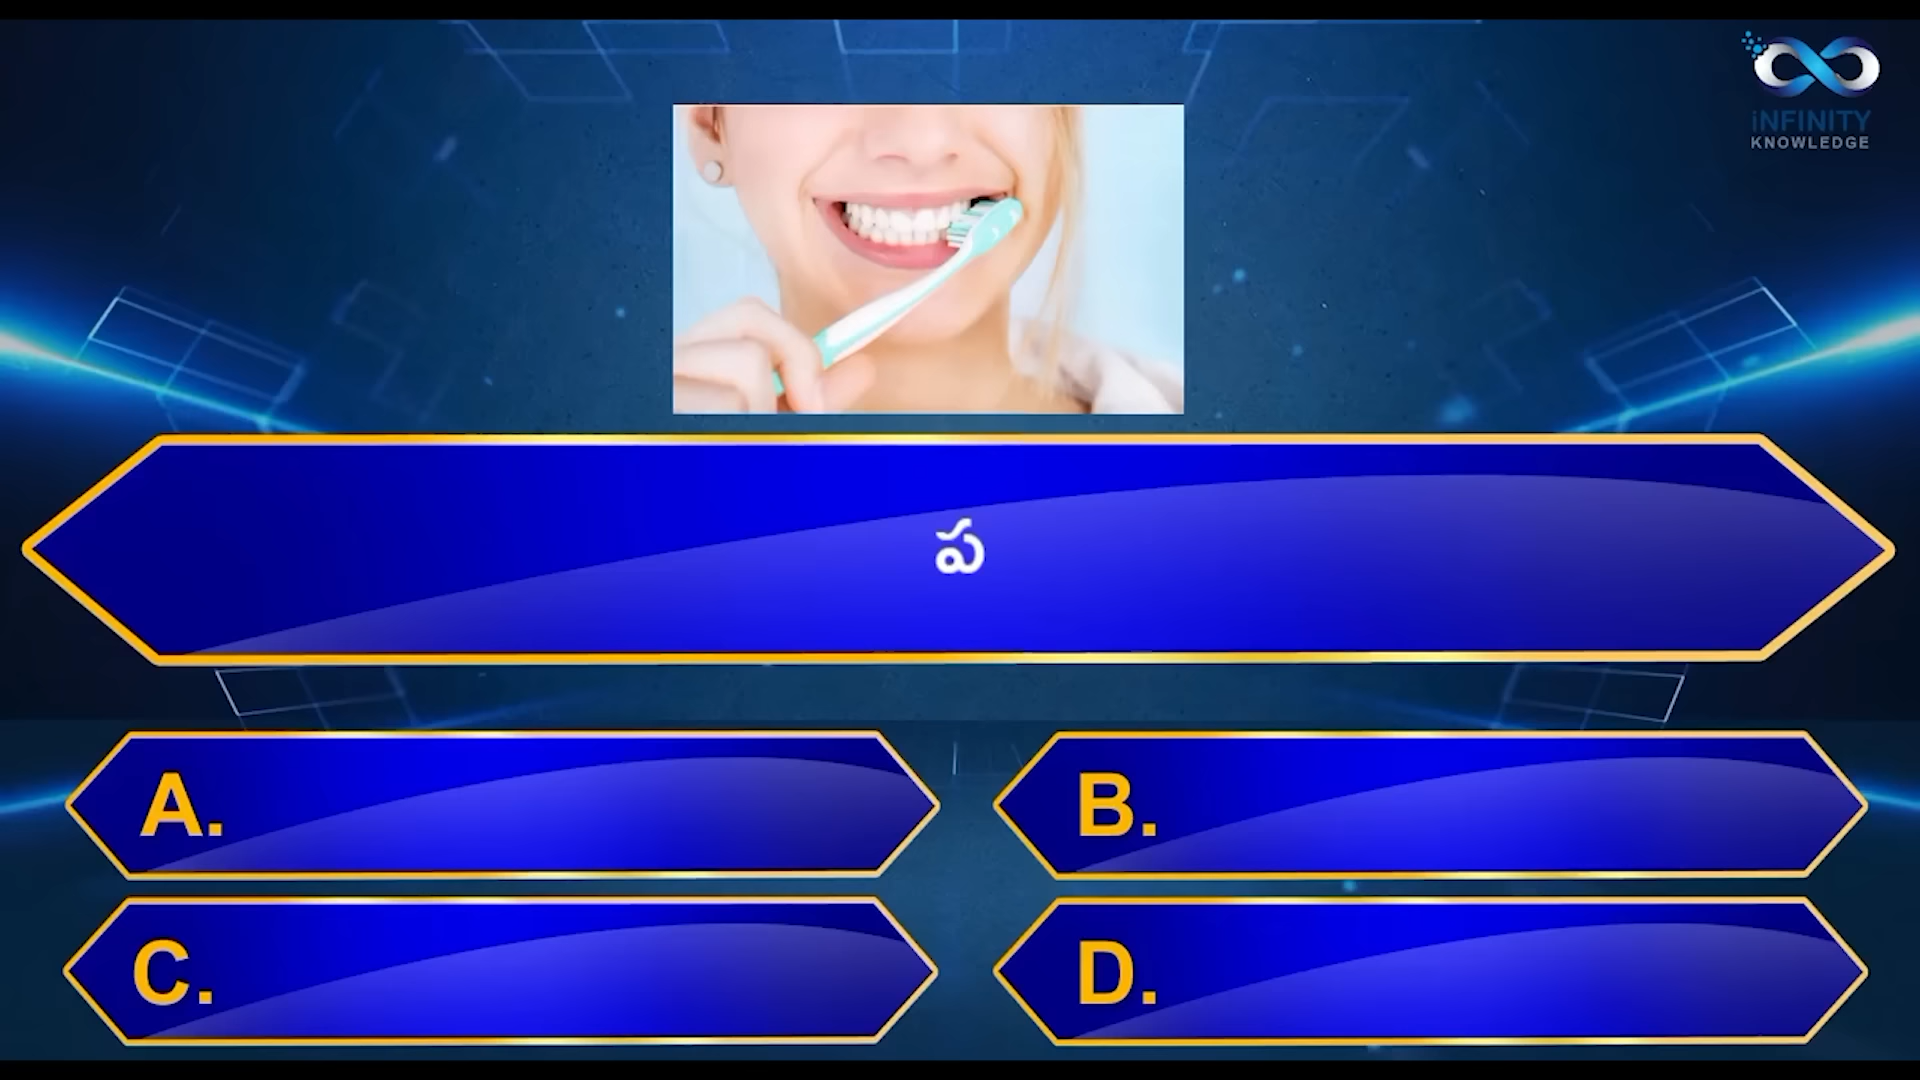 iNFINITY
KNOWLEDGE
ప
A.
B.
C.
D.